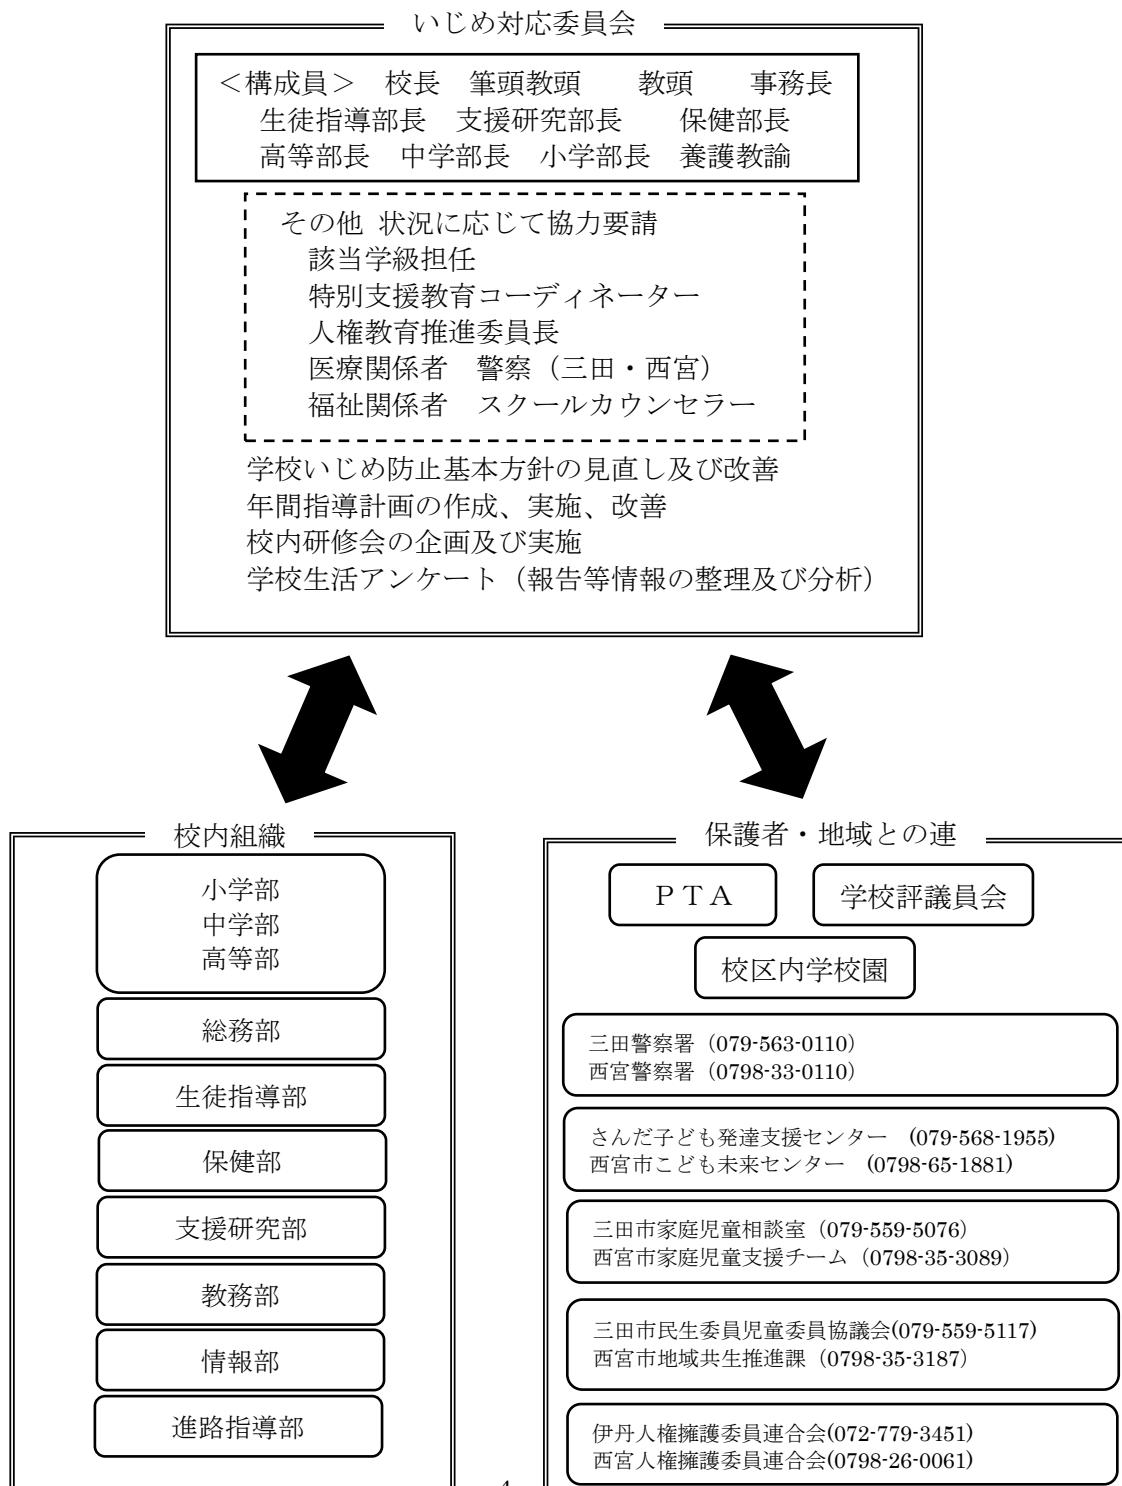 いじめ対応委員会
＜構成員＞　校長　筆頭教頭　　教頭　　事務長
生徒指導部長　支援研究部長　　保健部長
高等部長　中学部長　小学部長　養護教諭
その他 状況に応じて協力要請
該当学級担任
特別支援教育コーディネーター
人権教育推進委員長
医療関係者　警察（三田・西宮）
福祉関係者　スクールカウンセラー
学校いじめ防止基本方針の見直し及び改善
年間指導計画の作成、実施、改善
校内研修会の企画及び実施
学校生活アンケート（報告等情報の整理及び分析）
校内組織
小学部
中学部
高等部
総務部
生徒指導部
保健部
支援研究部
教務部
情報部
進路指導部
保護者・地域との連
ＰＴＡ
学校評議員会
校区内学校園
三田警察署（079-563-0110）
西宮警察署（0798-33-0110）
さんだ子ども発達支援センター　(079-568-1955)
西宮市こども未来センター　(0798-65-1881)
三田市家庭児童相談室（079-559-5076）
西宮市家庭児童支援チーム（0798-35-3089）
三田市民生委員児童委員協議会(079-559-5117)
西宮市地域共生推進課（0798-35-3187）
伊丹人権擁護委員連合会(072-779-3451)
西宮人権擁護委員連合会(0798-26-0061)